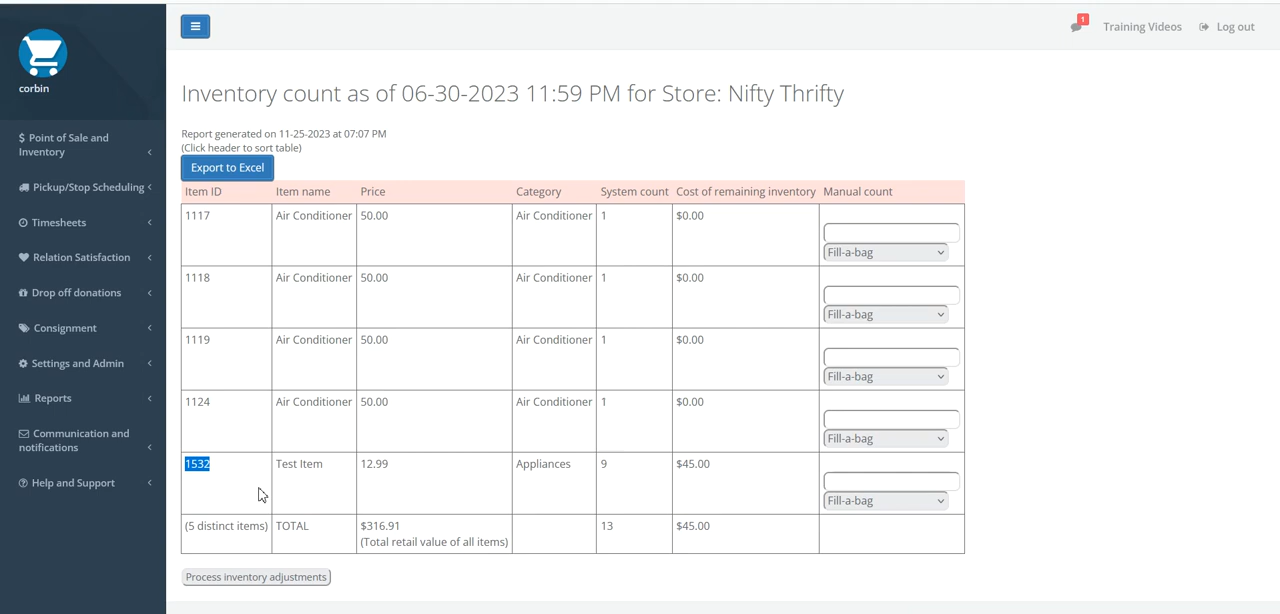 1
Training Videos
Log out
corbin
$ Point of Sale and
Inventory
Pickup/Stop Scheduling
Timesheets
Relation Satisfaction
Drop off donations
Consignment
Settings and Admin
Reports
Communication and
notifications
Help and Support
Inventory count as of 06-30-2023 11:59 PM for Store: Nifty Thrifty
Report generated on 11-25-2023 at 07:07 PM
(Click header to sort table)
Export to Excel
Item ID Item name Price Category System count Cost of remaining inventory Manual count
1117 Air Conditioner 50.00 Air Conditioner 1 $0.00
Fill-a-bag
1118 Air Conditioner 50.00 Air Conditioner 1 $0.00
Fill-a-bag
1119 Air Conditioner 50.00 Air Conditioner 1 $0.00
Fill-a-bag
1124 Air Conditioner 50.00 Air Conditioner 1 $0.00
Fill-a-bag
1532 Test Item 12.99 Appliances 9 $45.00
Fill-a-bag
(5 distinct items) TOTAL $316.91 13 $45.00
(Total retail value of all items)
Process inventory adjustments